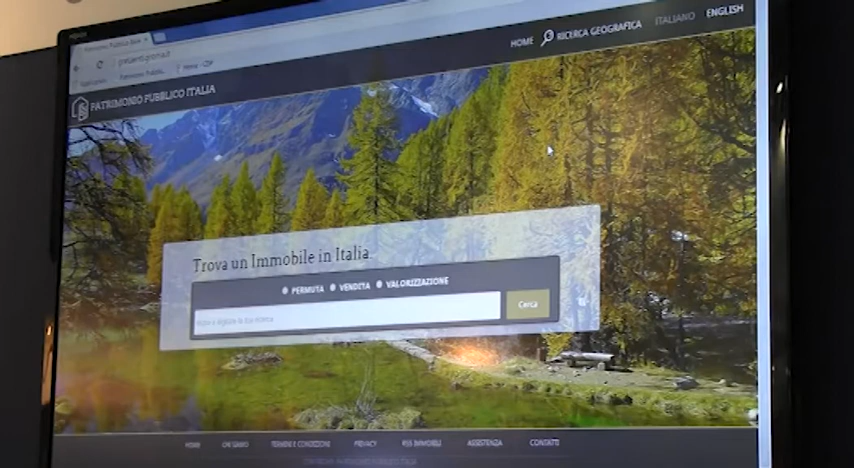 HOME RICERCA GEOGRAFICA ITALIANO ENGLISH
PATRIMONIO PUBBLICO ITALIA
Trova un Immobile in Italia
PERMUTA VENDITA VALORIZZAZIONE
Cerca
HOME CHI SIAMO TERMINI E CONDIZIONI PRIVACY RSS IMMOBILI ASSISTENZA CONTATTI